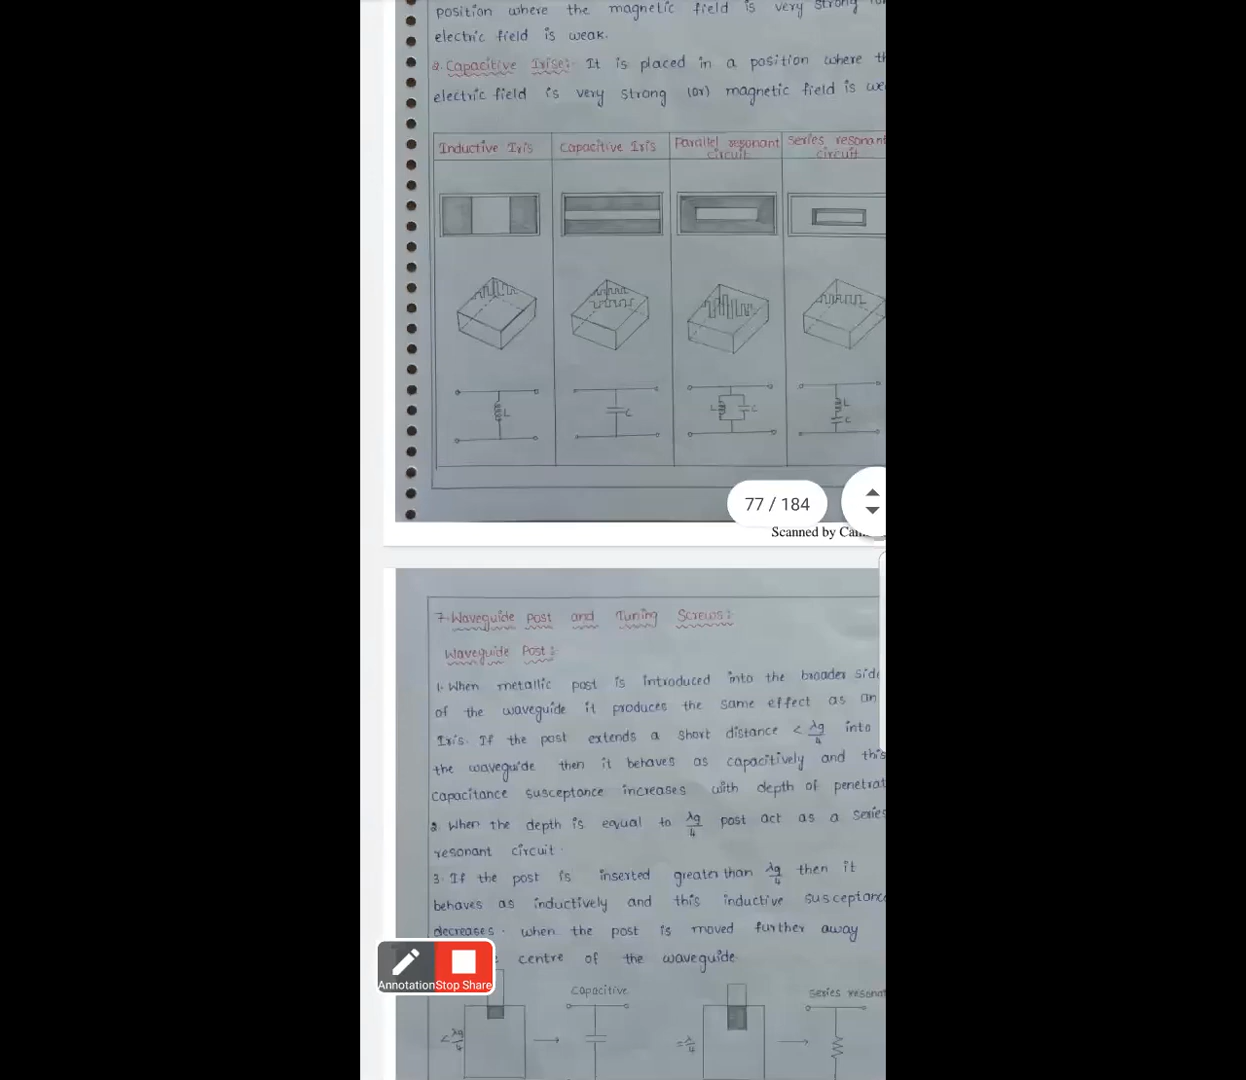 position where the magnetic field is very strong (or)
electric field is weak.
2. Capacitive Irise:- It is placed in a position where th
electric field is very strong (or) magnetic field is we
Inductive Iris
Capacitive Iris
Parallel resonant circuit
Series resonant circuit
L
C
L C
L
C
77 / 184
Scanned by Cam
7. Waveguide post and Tuning Screws:
Waveguide Post:
1. When metallic post is introduced into the broader side
of the waveguide it produces the same effect as an
Iris. If the post extends a short distance < λg/4 into
the waveguide then it behaves as capacitively and this
capacitance susceptance increases with depth of penetrat
2. When the depth is equal to λg/4 post act as a series
resonant circuit.
3. If the post is inserted greater than λg/4 then it
behaves as inductively and this inductive susceptance
decreases. when the post is moved further away
centre of the waveguide.
Annotation Stop Share
Capacitive
Series resona
< λg/4
= λ/4